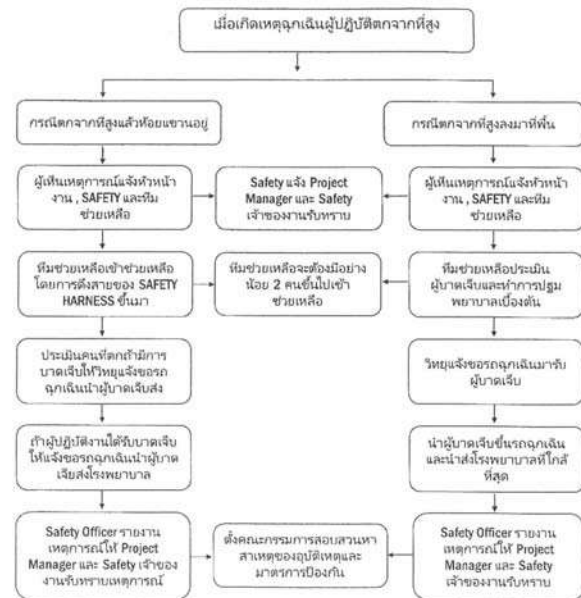 เมื่อเกิดเหตุฉุกเฉินผู้ปฏิบัติตกจากที่สูง
กรณีตกจากที่สูงแล้วห้อยแขวนอยู่
กรณีตกจากที่สูงลงมาที่พื้น
ผู้เห็นเหตุการณ์แจ้งหัวหน้า
งาน , SAFETY และทีม
ช่วยเหลือ
Safety แจ้ง Project
Manager และ Safety
เจ้าของงานรับทราบ
ผู้เห็นเหตุการณ์แจ้งหัวหน้า
งาน , SAFETY และทีม
ช่วยเหลือ
ทีมช่วยเหลือเข้าช่วยเหลือ
โดยการดึงสายของ SAFETY
HARNESS ขึ้นมา
ทีมช่วยเหลือจะต้องมีอย่าง
น้อย 2 คนขึ้นไปเข้า
ช่วยเหลือ
ทีมช่วยเหลือประเมิน
ผู้บาดเจ็บและทำการปฐม
พยาบาลเบื้องต้น
ประเมินคนที่ตกถ้ามีการ
บาดเจ็บให้วิทยุแจ้งขอรถ
ฉุกเฉินนำผู้บาดเจ็บส่ง
วิทยุแจ้งขอรถฉุกเฉินมารับ
ผู้บาดเจ็บ
ถ้าผู้ปฏิบัติงานได้รับบาดเจ็บ
ให้แจ้งขอรถฉุกเฉินนำผู้บาด
เจ็บส่งโรงพยาบาล
นำผู้บาดเจ็บขึ้นรถฉุกเฉิน
และนำส่งโรงพยาบาลที่ใกล้
ที่สุด
Safety Officer รายงาน
เหตุการณ์ให้ Project
Manager และ Safety เจ้าของ
งานรับทราบเหตุการณ์
ตั้งคณะกรรมการสอบสวนหา
สาเหตุของอุบัติเหตุและ
มาตรการป้องกัน
Safety Officer รายงาน
เหตุการณ์ให้ Project
Manager และ Safety
เจ้าของงานรับทราบ